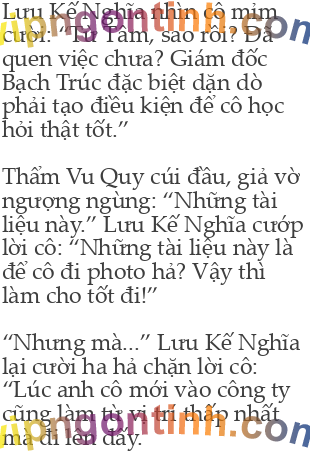 Lưu Kế Nghĩa nhìn cô mỉm
cười: “Từ Tâm, sao rồi? Đã
quen việc chưa? Giám đốc
Bạch Trúc đặc biệt dặn dò
phải tạo điều kiện để cô học
hỏi thật tốt.”
Thẩm Vu Quy cúi đầu, giả vờ
ngượng ngùng: “Những tài
liệu này.” Lưu Kế Nghĩa cướp
lời cô: “Những tài liệu này là
để cô đi photo hả? Vậy thì
làm cho tốt đi!”
“Nhưng mà...” Lưu Kế Nghĩa
lại cười ha hả chặn lời cô:
“Lúc anh cô mới vào công ty
cũng làm từ vị trí thấp nhất
mà đi lên đấy.
vipngontinh.com
vipngontinh.com